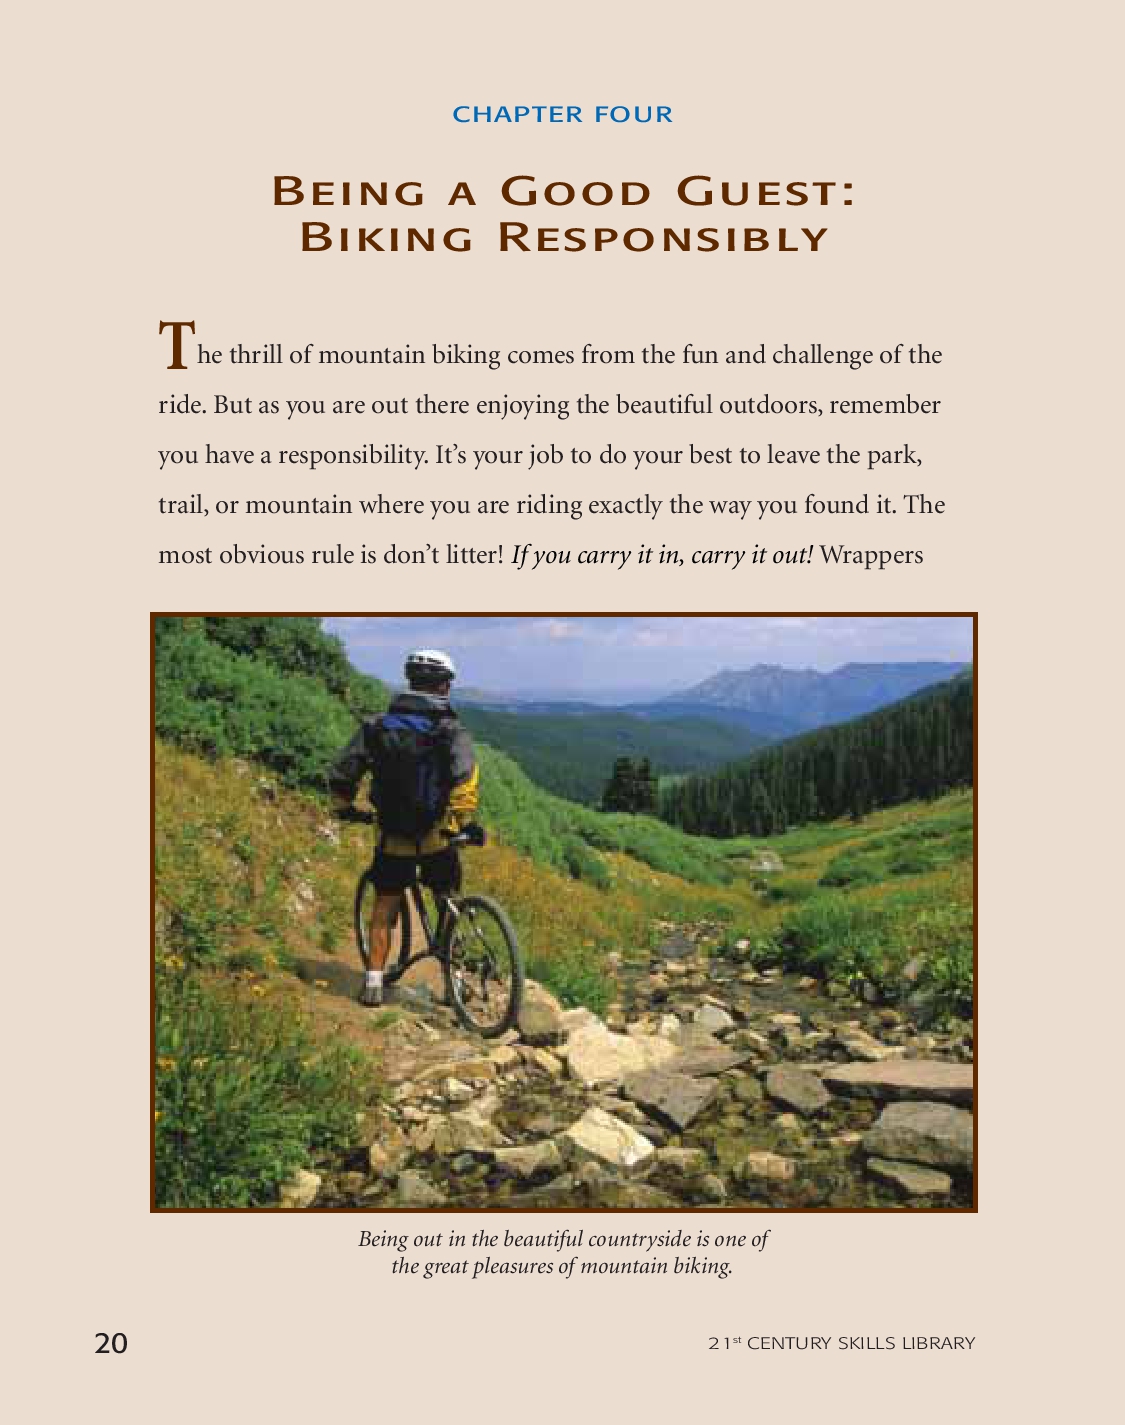 CHAPTER FOUR
BEING A GOOD GUEST:
BIKING RESPONSIBLY
The thrill of mountain biking comes from the fun and challenge of the
ride. But as you are out there enjoying the beautiful outdoors, remember
you have a responsibility. It’s your job to do your best to leave the park,
trail, or mountain where you are riding exactly the way you found it. The
most obvious rule is don’t litter! If you carry it in, carry it out! Wrappers
Being out in the beautiful countryside is one of
the great pleasures of mountain biking.
20 21st CENTURY SKILLS LIBRARY